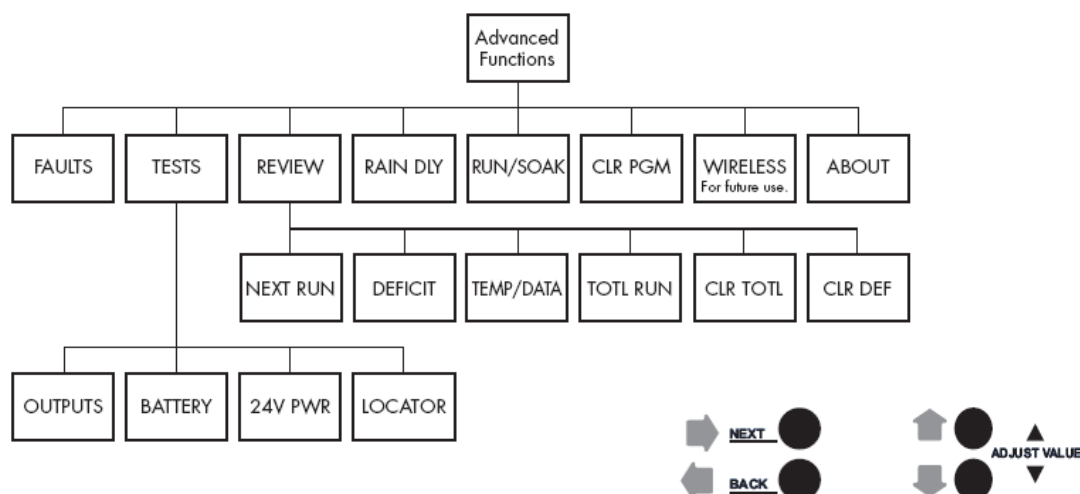 Advanced
Functions
FAULTS
TESTS
REVIEW
RAIN DLY
RUN/SOAK
CLR PGM
WIRELESS
For future use.
ABOUT
NEXT RUN
DEFICIT
TEMP/DATA
TOTL RUN
CLR TOTL
CLR DEF
OUTPUTS
BATTERY
24V PWR
LOCATOR
NEXT
BACK
ADJUST VALUE